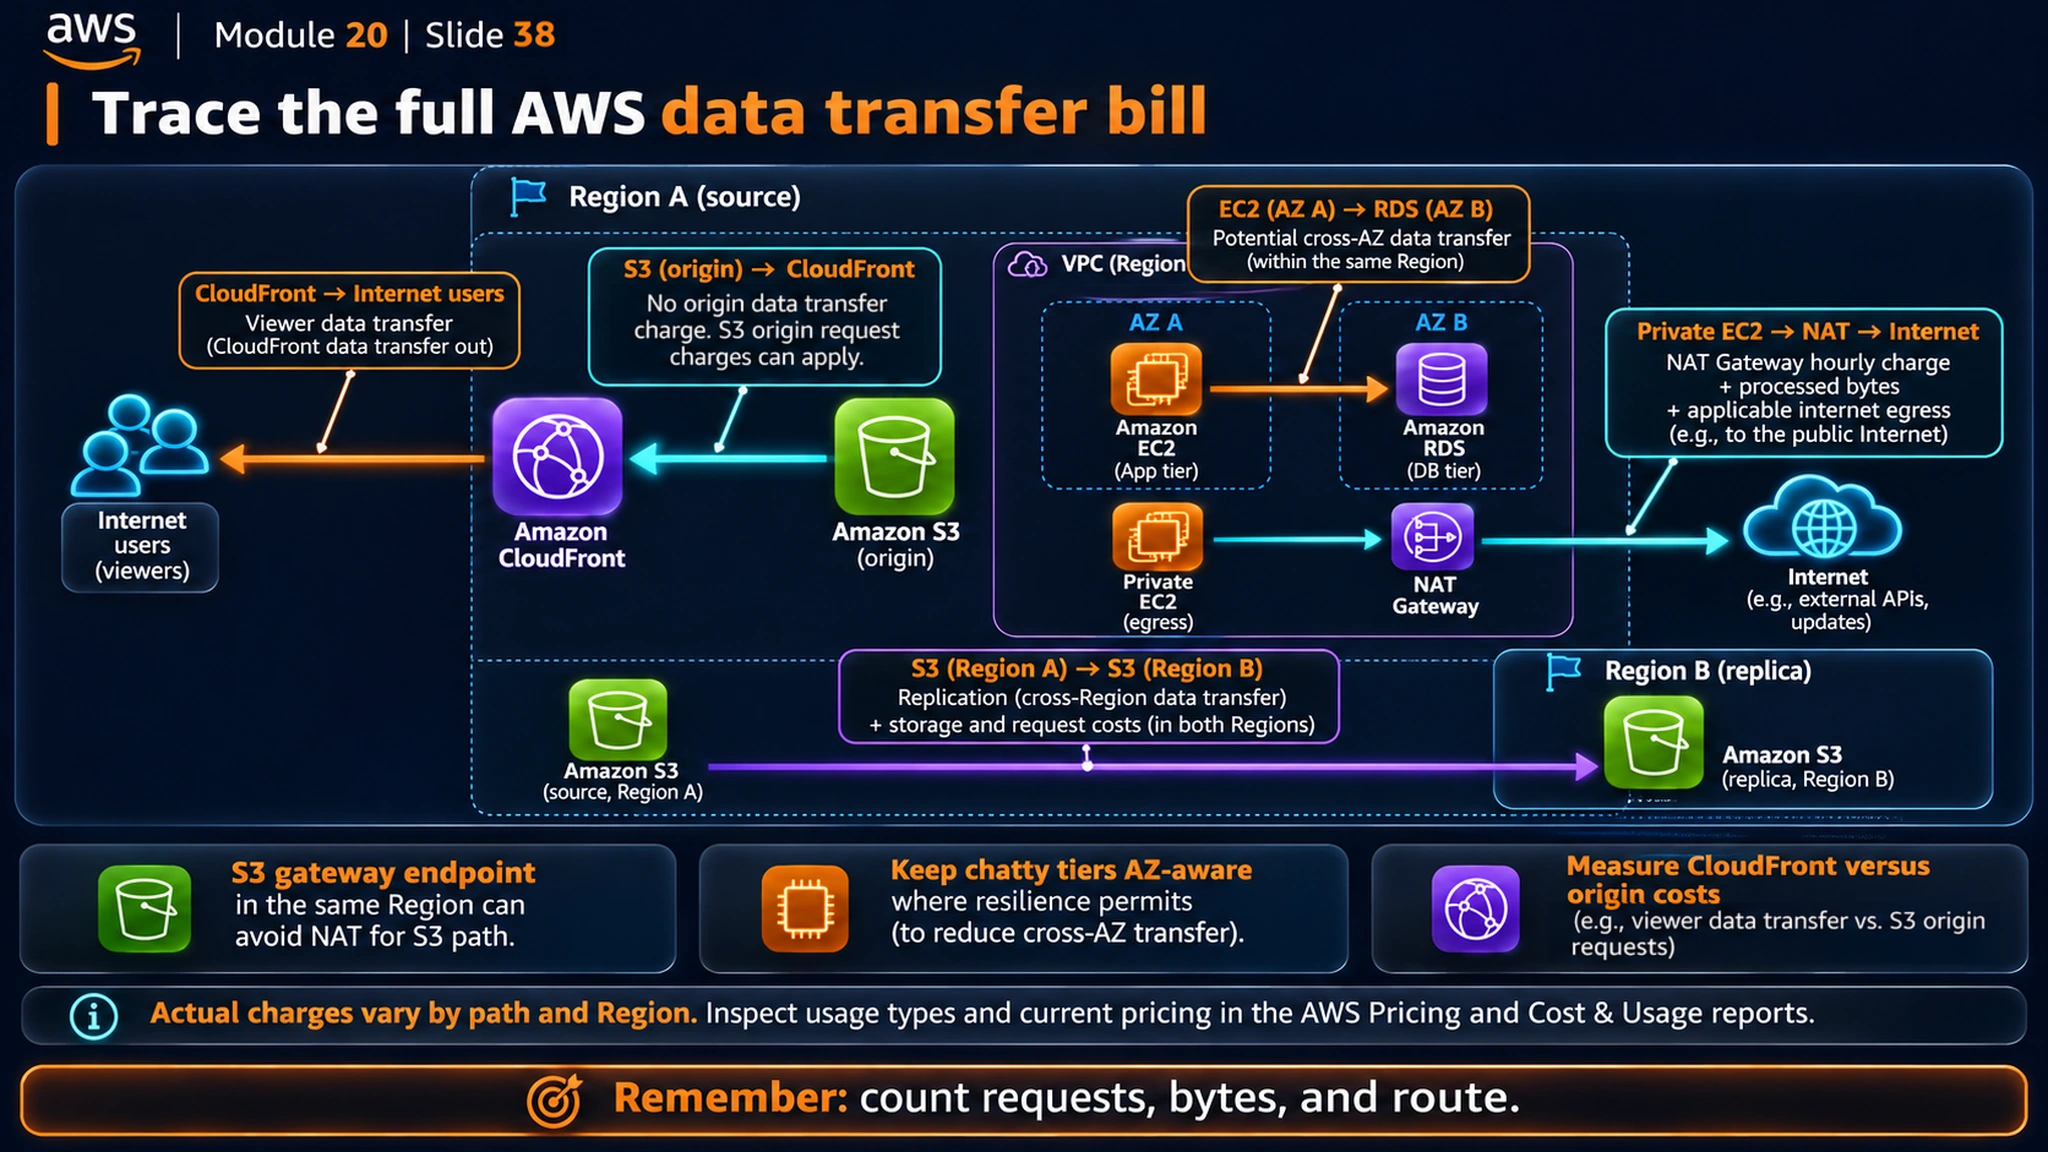 aws
Module 20 | Slide 38
Trace the full AWS data transfer bill
Region A (source)
EC2 (AZ A) → RDS (AZ B)
Potential cross-AZ data transfer
(within the same Region)
CloudFront → Internet users
Viewer data transfer
(CloudFront data transfer out)
S3 (origin) → CloudFront
No origin data transfer
charge. S3 origin request
charges can apply.
VPC (Region
AZ A
AZ B
Private EC2 → NAT → Internet
NAT Gateway hourly charge
+ processed bytes
+ applicable internet egress
(e.g., to the public Internet)
Amazon
EC2
(App tier)
Amazon
RDS
(DB tier)
Internet
users
(viewers)
Amazon
CloudFront
Amazon S3
(origin)
Private
EC2
(egress)
NAT
Gateway
Internet
(e.g., external APIs,
updates)
S3 (Region A) → S3 (Region B)
Replication (cross-Region data transfer)
+ storage and request costs (in both Regions)
Region B (replica)
Amazon S3
(source, Region A)
Amazon S3
(replica, Region B)
S3 gateway endpoint
in the same Region can
avoid NAT for S3 path.
Keep chatty tiers AZ-aware
where resilience permits
(to reduce cross-AZ transfer).
Measure CloudFront versus
origin costs
(e.g., viewer data transfer vs. S3 origin
requests)
Actual charges vary by path and Region. Inspect usage types and current pricing in the AWS Pricing and Cost & Usage reports.
Remember: count requests, bytes, and route.